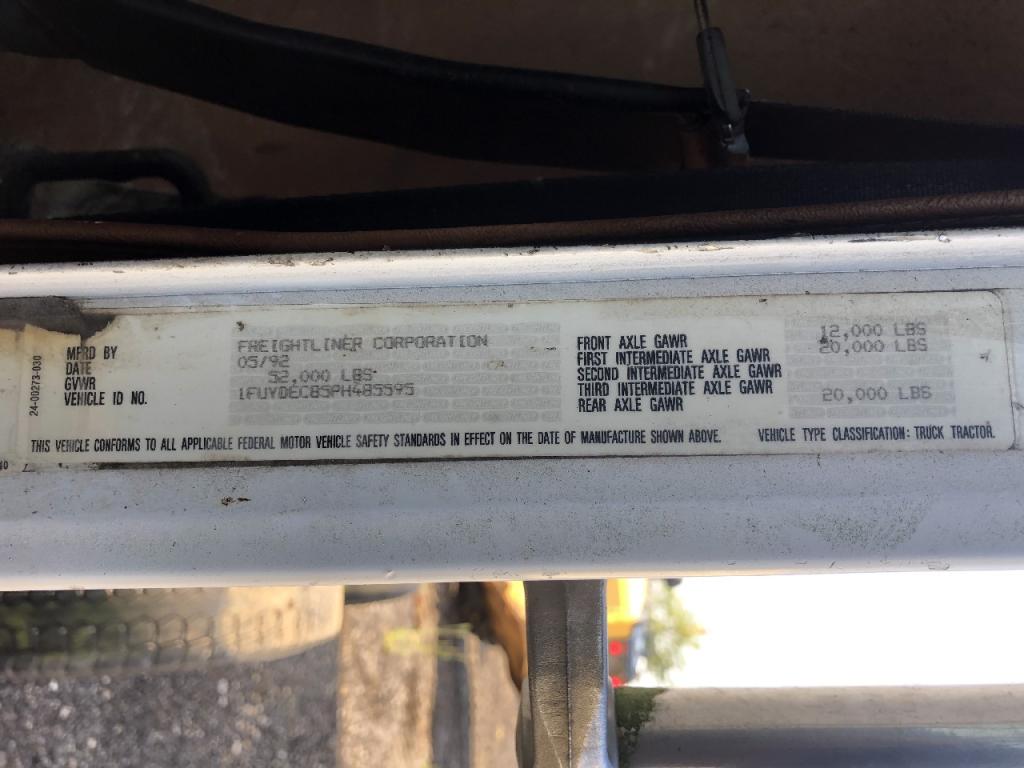 24-00273-030
MFRD BY FREIGHTLINER CORPORATION
DATE 05/92
GVWR 52,000 LBS
VEHICLE ID NO. 1FUYDECB5PH485595
FRONT AXLE GAWR 12,000 LBS
FIRST INTERMEDIATE AXLE GAWR 20,000 LBS
SECOND INTERMEDIATE AXLE GAWR
THIRD INTERMEDIATE AXLE GAWR
REAR AXLE GAWR 20,000 LBS
THIS VEHICLE CONFORMS TO ALL APPLICABLE FEDERAL MOTOR VEHICLE SAFETY STANDARDS IN EFFECT ON THE DATE OF MANUFACTURE SHOWN ABOVE. VEHICLE TYPE CLASSIFICATION: TRUCK TRACTOR.